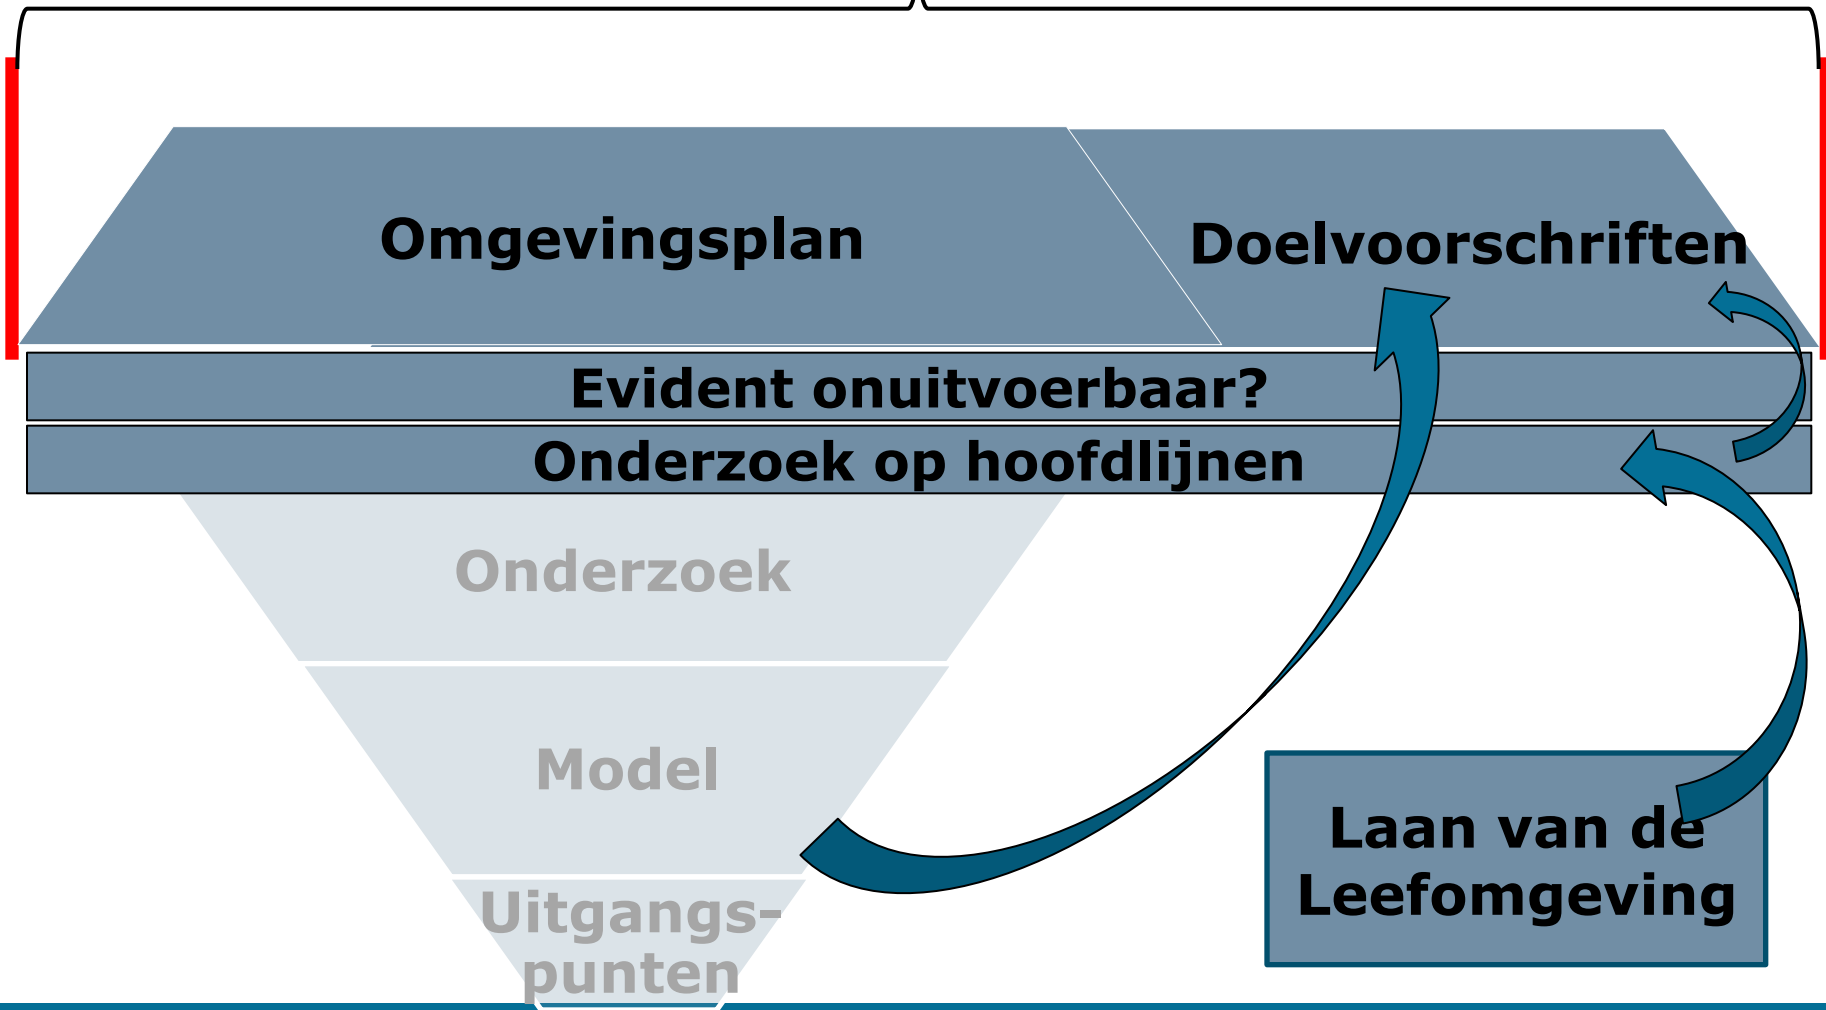 Omgevingsplan
Doelvoorschriften
Evident onuitvoerbaar?
Onderzoek op hoofdlijnen
Onderzoek
Model
Uitgangs-
punten
Laan van de
Leefomgeving